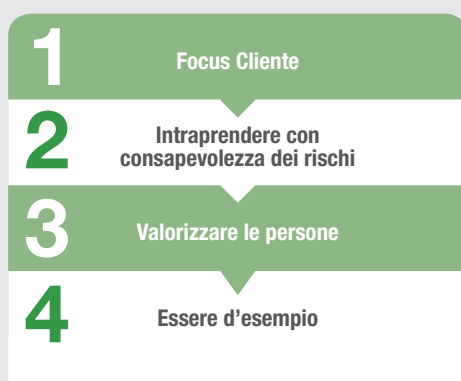 1
Focus Cliente
2
Intraprendere con
consapevolezza dei rischi
3
Valorizzare le persone
4
Essere d'esempio